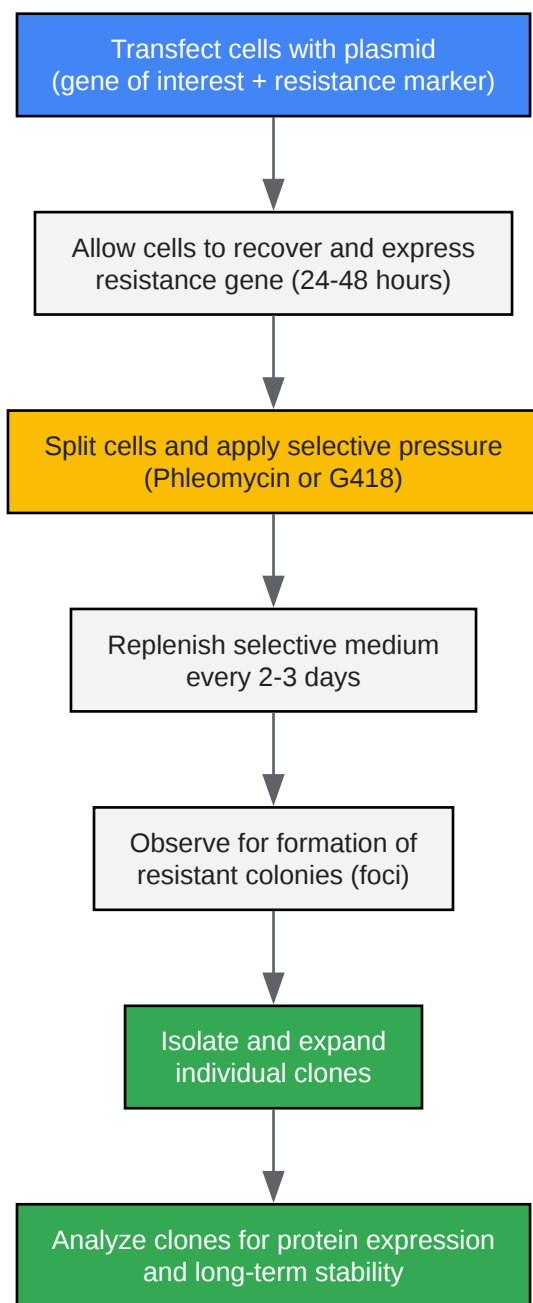 Transfect cells with plasmid
(gene of interest + resistance marker)
Allow cells to recover and express
resistance gene (24-48 hours)
Split cells and apply selective pressure
(Phleomycin or G418)
Replenish selective medium
every 2-3 days
Observe for formation of
resistant colonies (foci)
Isolate and expand
individual clones
Analyze clones for protein expression
and long-term stability